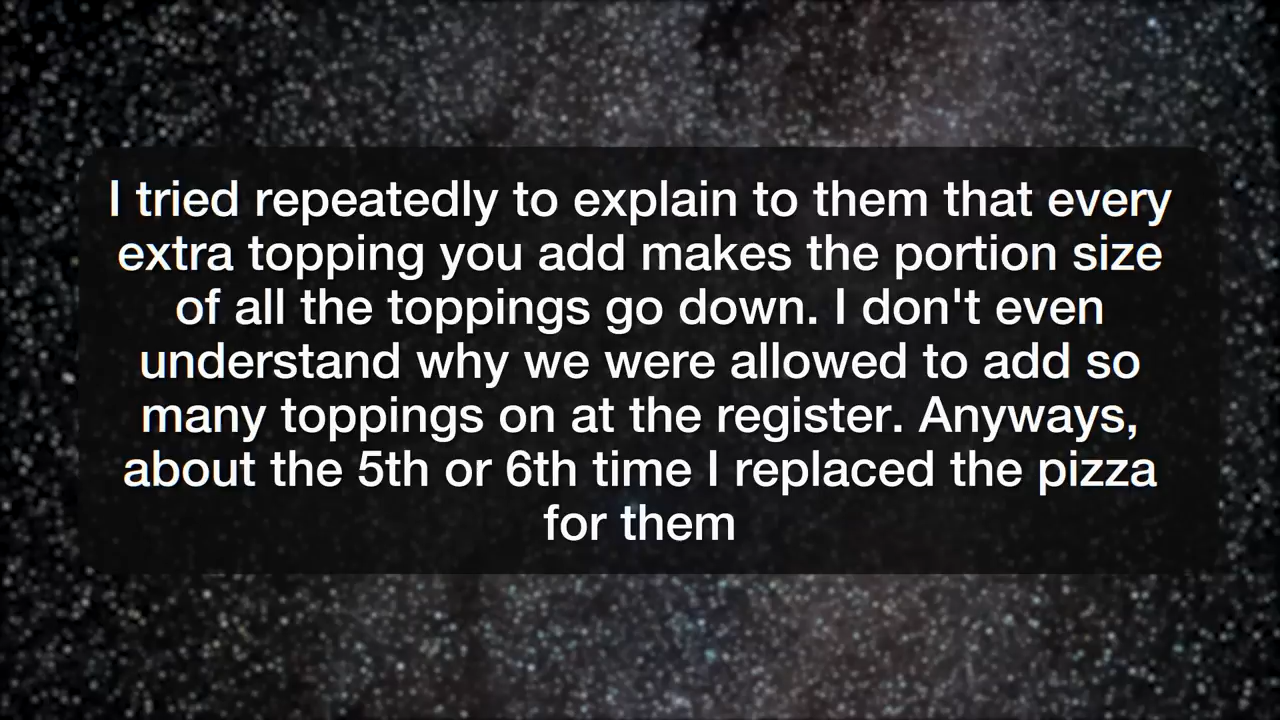 I tried repeatedly to explain to them that every
extra topping you add makes the portion size
of all the toppings go down. I don't even
understand why we were allowed to add so
many toppings on at the register. Anyways,
about the 5th or 6th time I replaced the pizza
for them